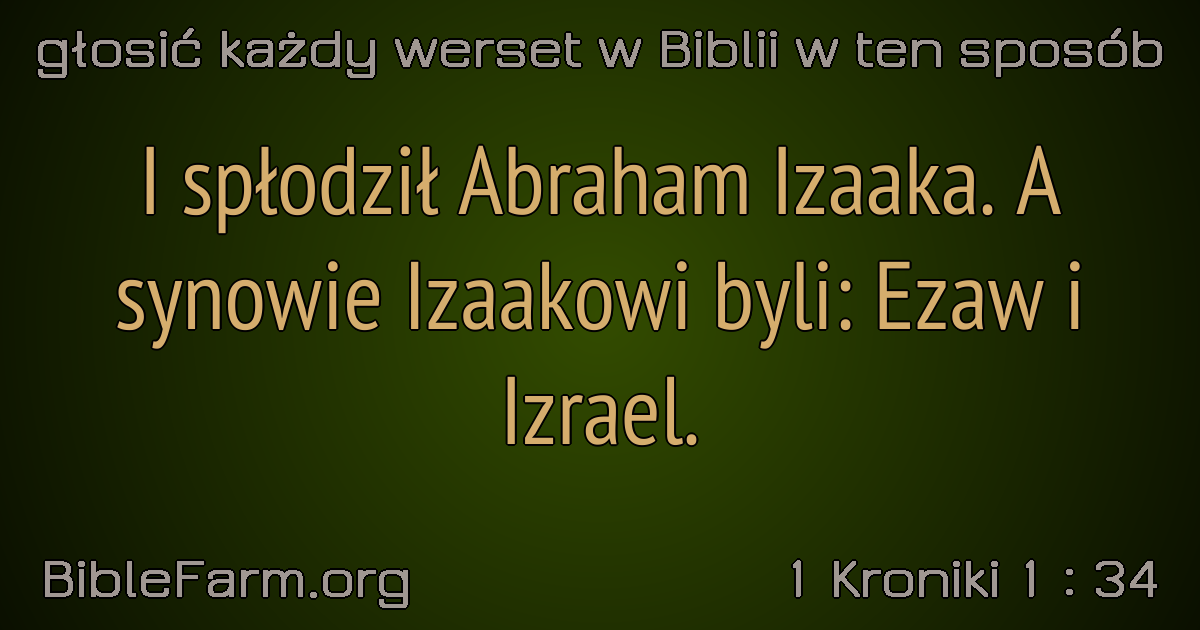 głosić każdy werset w Biblii w ten sposób
I spłodził Abraham Izaaka. A
synowie Izaakowi byli: Ezaw i
Izrael.
BibleFarm.org
1 Kroniki 1 : 34